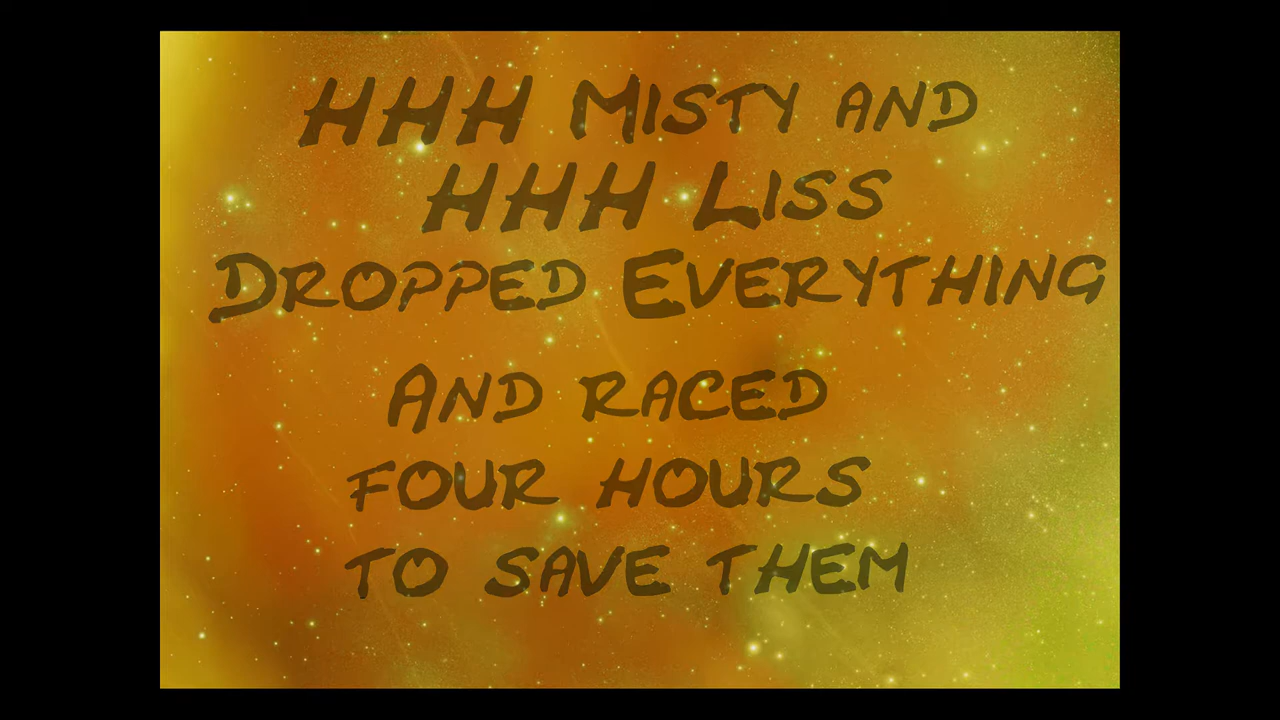 HHH Misty and
HHH Liss
Dropped Everything
And raced
four hours
to save them